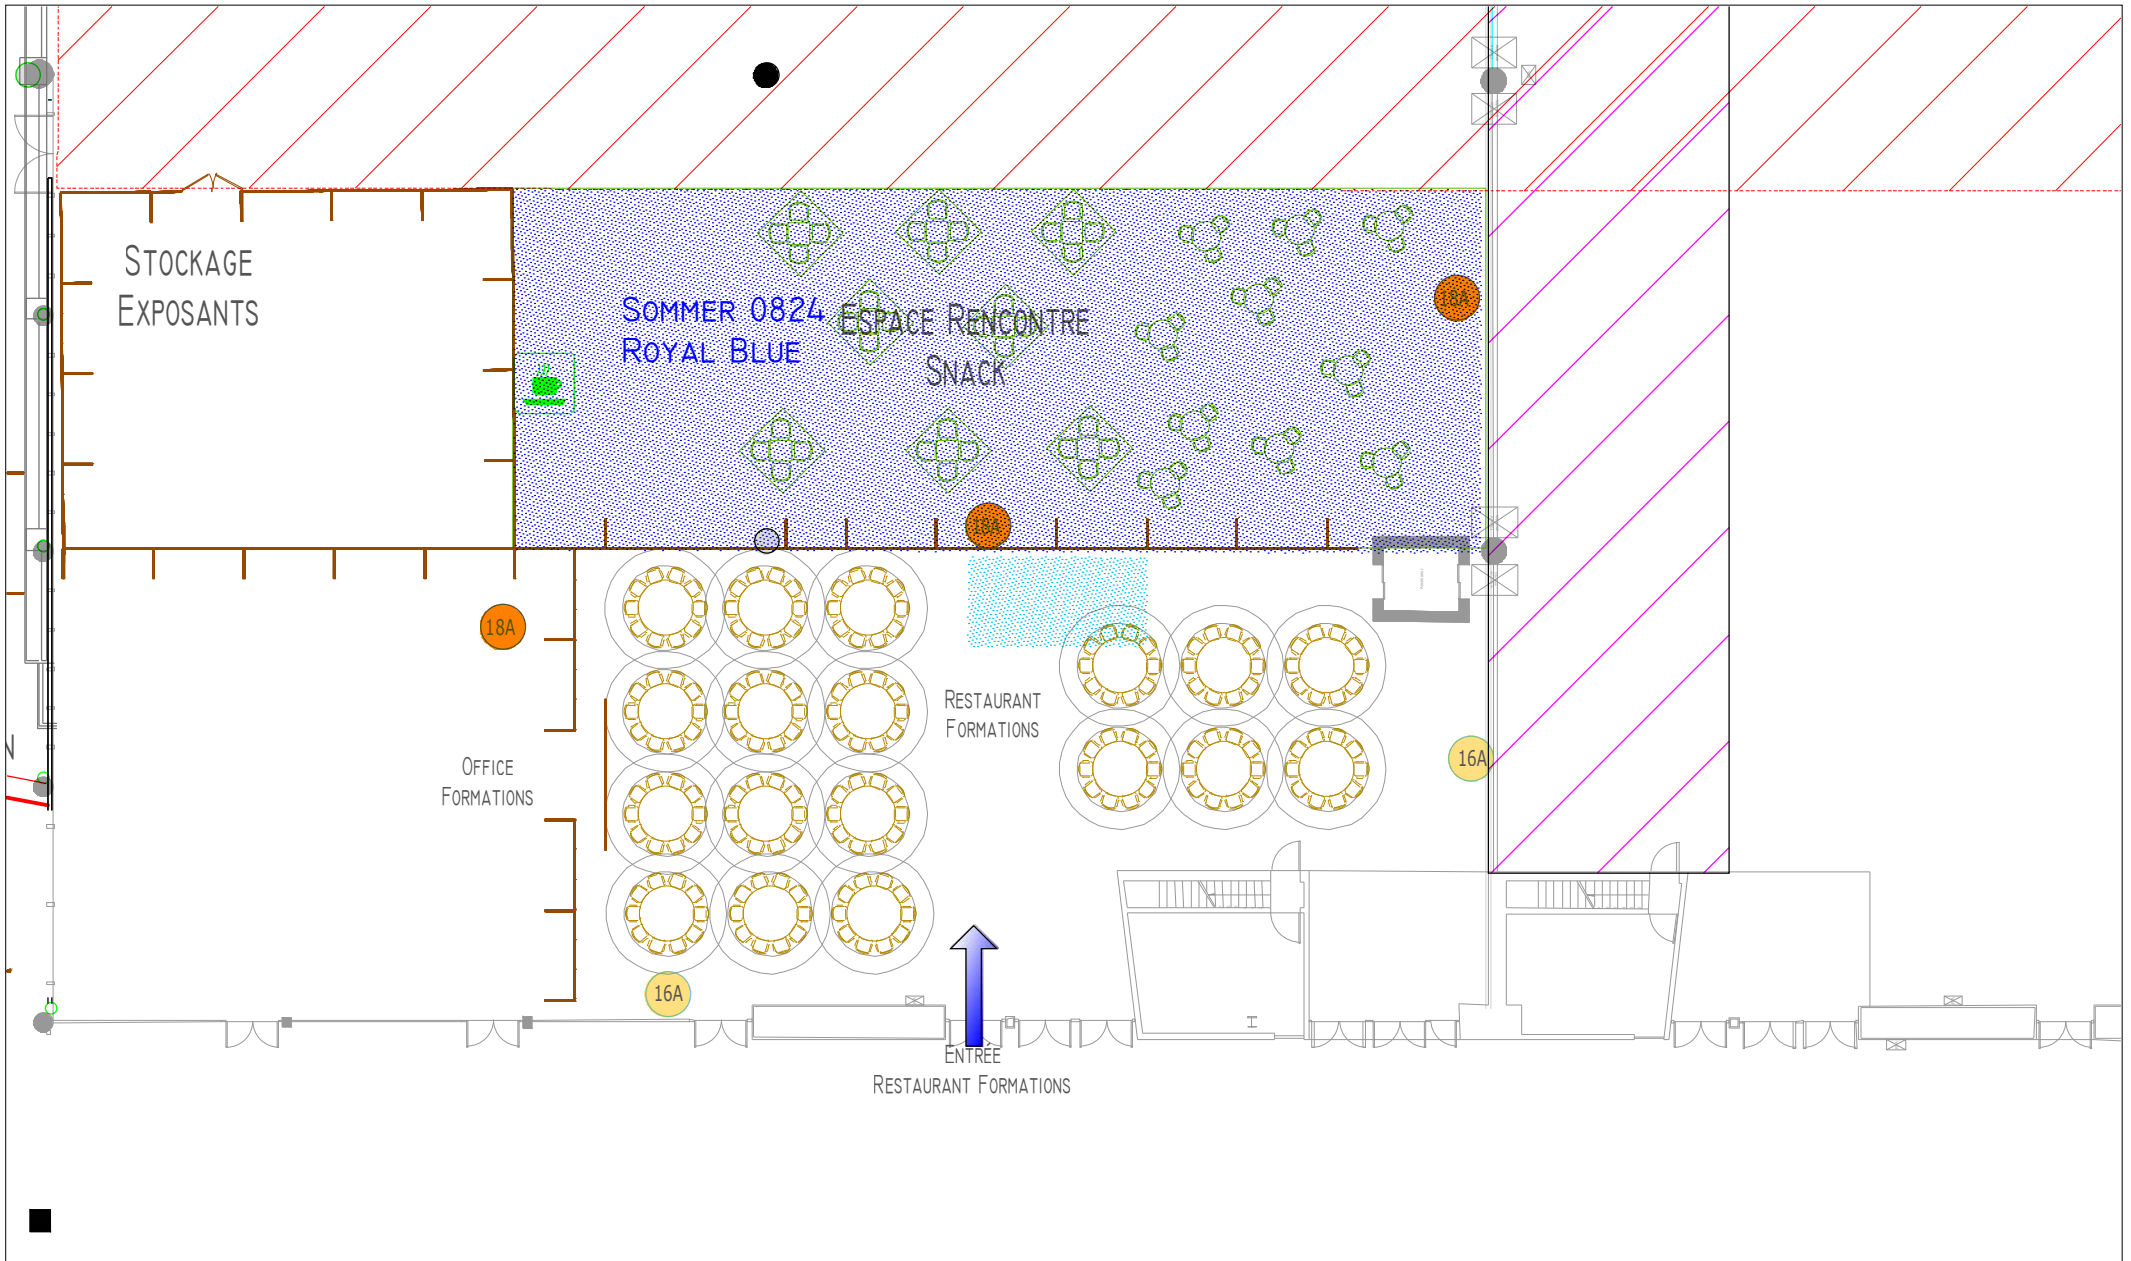 STOCKAGE
EXPOSANTS
SOMMER 0824
ROYAL BLUE
ESPACE RENCONTRE
SNACK
18A
18A
18A
RESTAURANT
FORMATIONS
16A
OFFICE
FORMATIONS
N
16A
ENTRÉE
RESTAURANT FORMATIONS